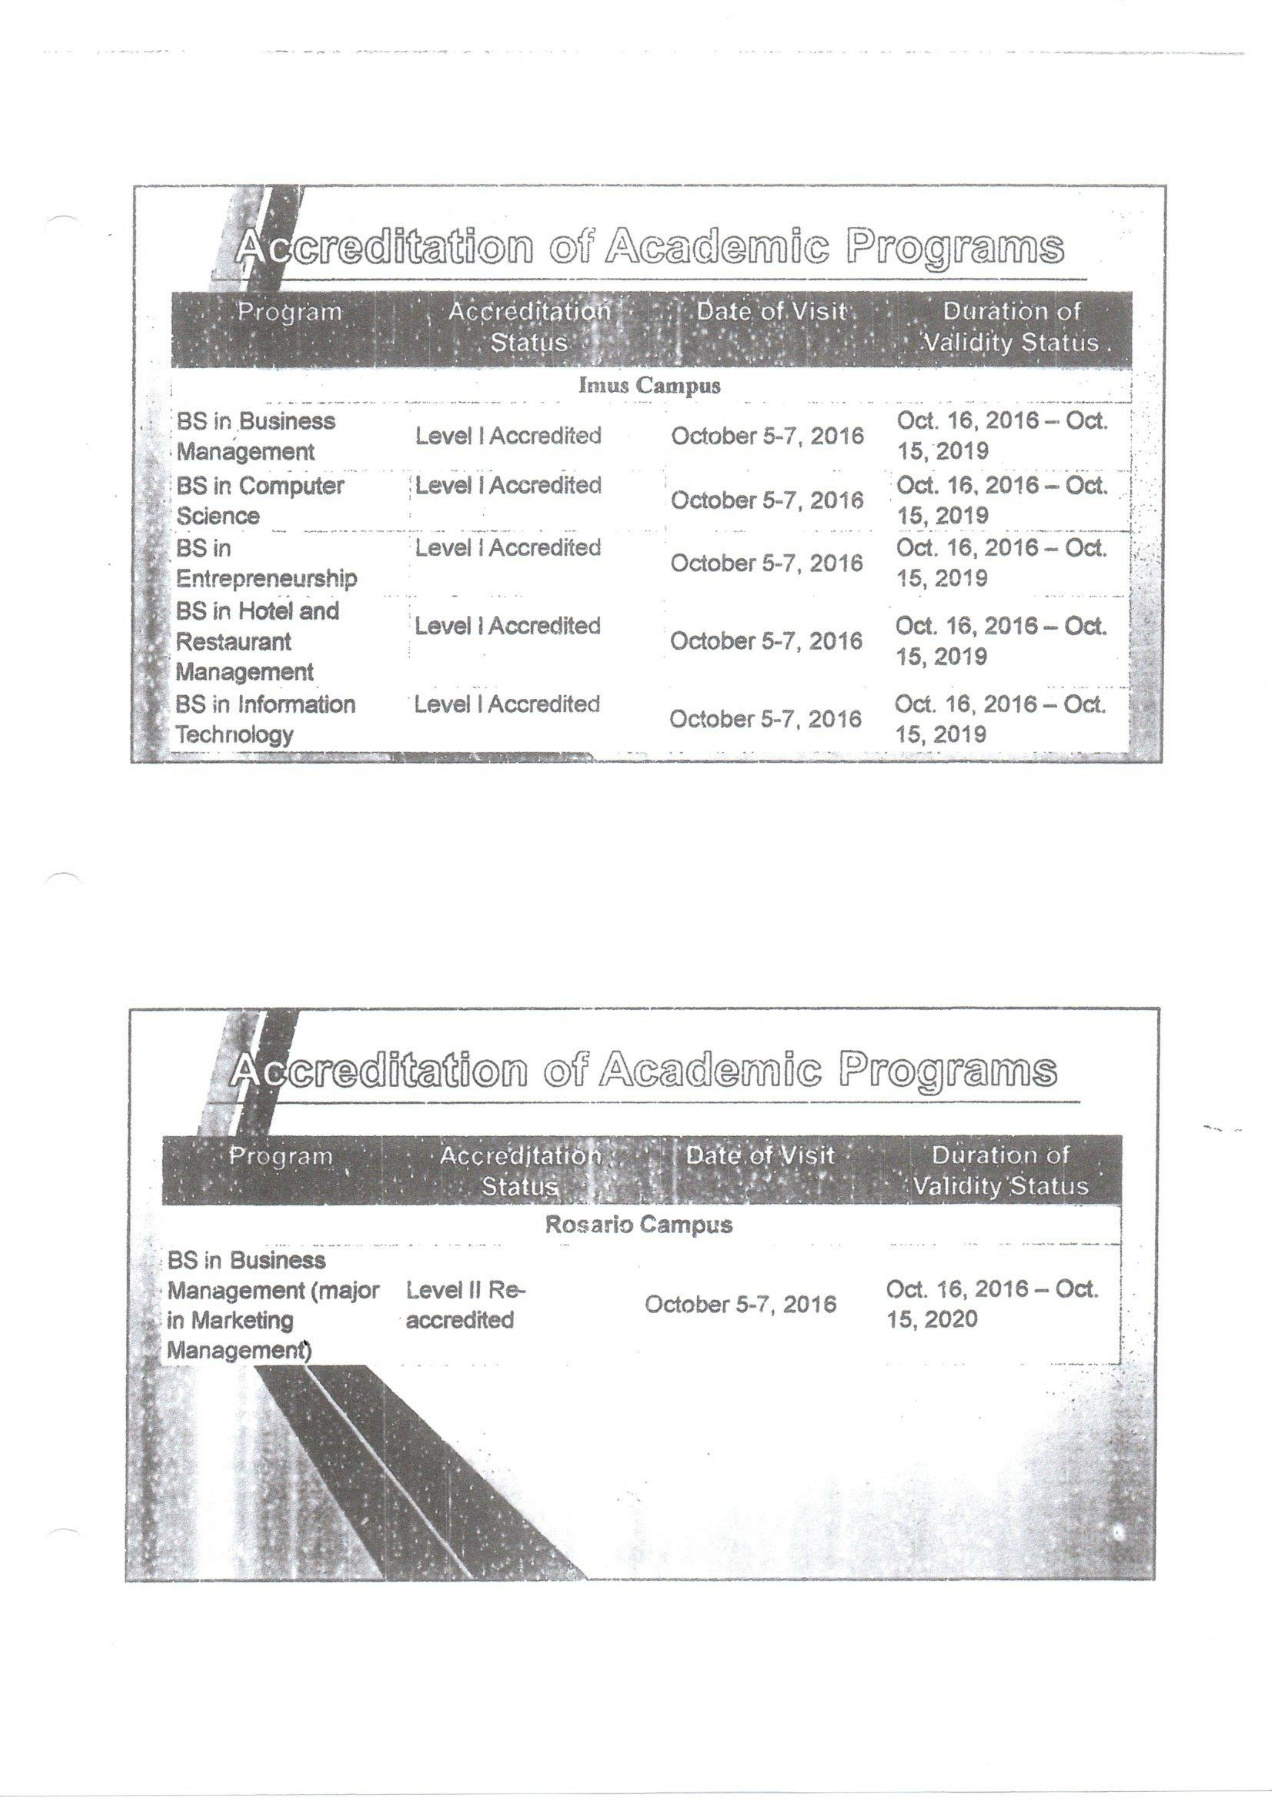 Accreditation of Academic Programs
Program Accreditation Status Date of Visit Duration of Validity Status
Imus Campus
BS in Business Management Level I Accredited October 5-7, 2016 Oct. 16, 2016 – Oct. 15, 2019
BS in Computer Science Level I Accredited October 5-7, 2016 Oct. 16, 2016 – Oct. 15, 2019
BS in Entrepreneurship Level I Accredited October 5-7, 2016 Oct. 16, 2016 – Oct. 15, 2019
BS in Hotel and Restaurant Management Level I Accredited October 5-7, 2016 Oct. 16, 2016 – Oct. 15, 2019
BS in Information Technology Level I Accredited October 5-7, 2016 Oct. 16, 2016 – Oct. 15, 2019
Accreditation of Academic Programs
Program Accreditation Status Date of Visit Duration of Validity Status
Rosario Campus
BS in Business Management (major in Marketing Management) Level II Re-accredited October 5-7, 2016 Oct. 16, 2016 – Oct. 15, 2020